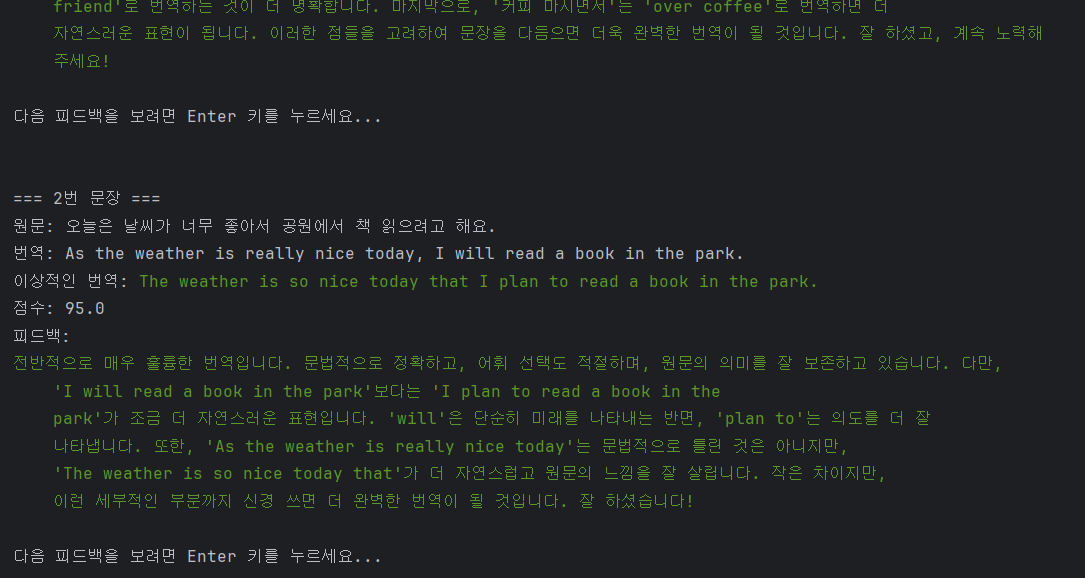 friend'로 번역하는 것이 더 명확합니다. 마지막으로, '커피 마시면서'는 'over coffee'로 번역하면 더
자연스러운 표현이 됩니다. 이러한 점들을 고려하여 문장을 다듬으면 더욱 완벽한 번역이 될 것입니다. 잘 하셨고, 계속 노력해
주세요!
다음 피드백을 보려면 Enter 키를 누르세요...
=== 2번 문장 ===
원문: 오늘은 날씨가 너무 좋아서 공원에서 책 읽으려고 해요.
번역: As the weather is really nice today, I will read a book in the park.
이상적인 번역: The weather is so nice today that I plan to read a book in the park.
점수: 95.0
피드백:
전반적으로 매우 훌륭한 번역입니다. 문법적으로 정확하고, 어휘 선택도 적절하며, 원문의 의미를 잘 보존하고 있습니다. 다만,
'I will read a book in the park'보다는 'I plan to read a book in the
park'가 조금 더 자연스러운 표현입니다. 'will'은 단순히 미래를 나타내는 반면, 'plan to'는 의도를 더 잘
나타냅니다. 또한, 'As the weather is really nice today'는 문법적으로 틀린 것은 아니지만,
'The weather is so nice today that'가 더 자연스럽고 원문의 느낌을 잘 살립니다. 작은 차이지만,
이런 세부적인 부분까지 신경 쓰면 더 완벽한 번역이 될 것입니다. 잘 하셨습니다!
다음 피드백을 보려면 Enter 키를 누르세요...